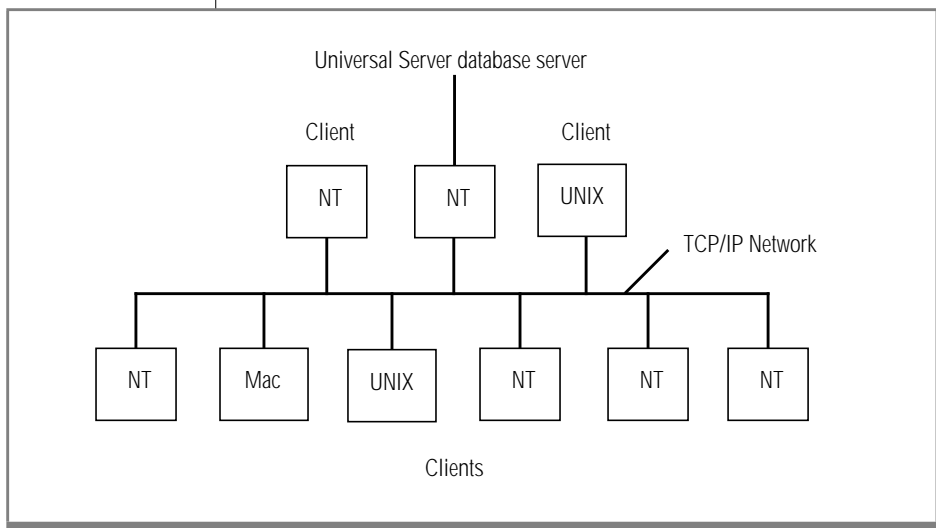 Universal Server database server
Client
Client
NT
NT
UNIX
TCP/IP Network
NT
Mac
UNIX
NT
NT
NT
Clients